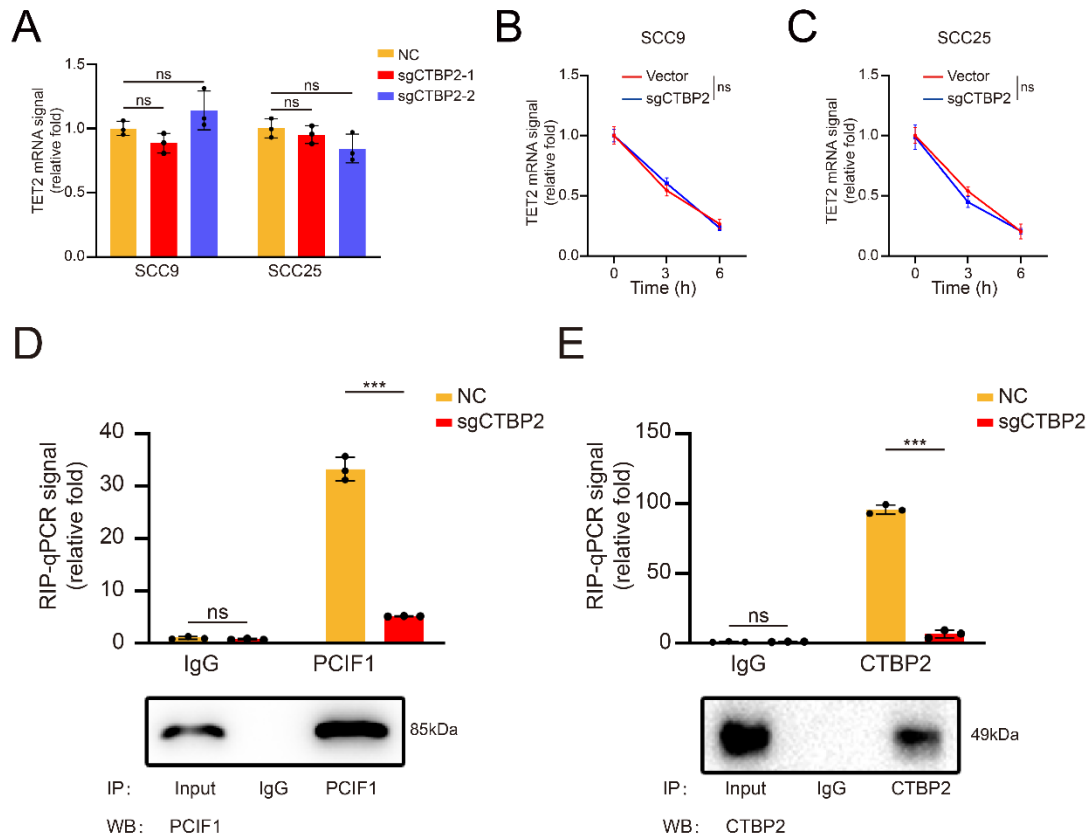 A
NC
sgCTBP2-1
sgCTBP2-2
TET2 mRNA signal
(relative fold)
1.5
1.0
0.5
0.0
ns
ns
ns
ns
SCC9
SCC25
B
SCC9
Vector
sgCTBP2
ns
TET2 mRNA signal
(relative fold)
1.5
1.0
0.5
0.0
0
3
6
Time (h)
C
SCC25
Vector
sgCTBP2
ns
TET2 mRNA signal
(relative fold)
1.5
1.0
0.5
0.0
0
3
6
Time (h)
D
NC
sgCTBP2
***
RIP-qPCR signal
(relative fold)
40
30
20
10
0
ns
IgG
PCIF1
85kDa
IP: Input IgG PCIF1
WB: PCIF1
E
NC
sgCTBP2
***
RIP-qPCR signal
(relative fold)
150
100
50
0
ns
IgG
CTBP2
49kDa
IP: Input IgG CTBP2
WB: CTBP2